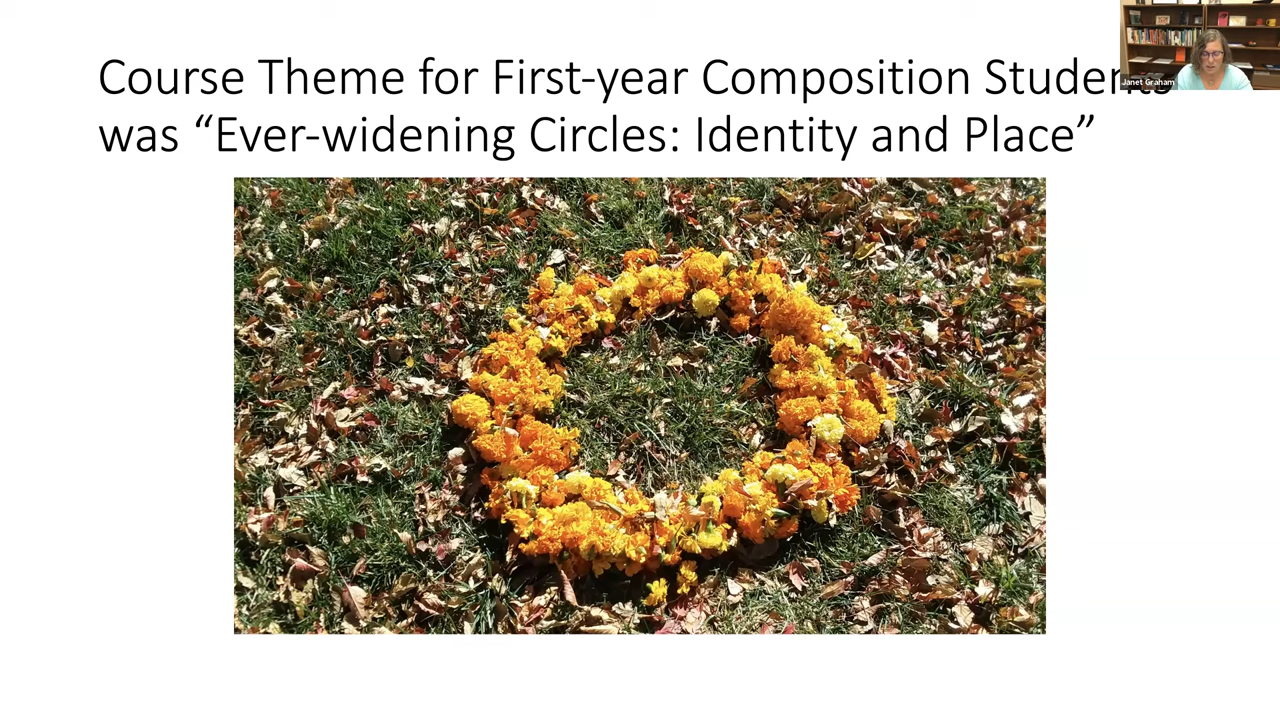 Course Theme for First-year Composition Students
was “Ever-widening Circles: Identity and Place”
Janet Graham